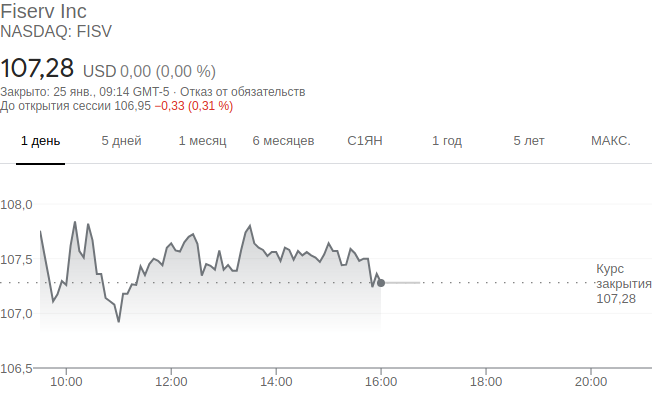 Fiserv Inc
NASDAQ: FISV
107,28 USD 0,00 (0,00 %)
Закрыто: 25 янв., 09:14 GMT-5 · Отказ от обязательств
До открытия сессии 106,95 −0,33 (0,31 %)
1 день 5 дней 1 месяц 6 месяцев С1ЯН 1 год 5 лет МАКС.
108,0
107,5
Курс
закрытия
107,28
107,0
106,5
10:00 12:00 14:00 16:00 18:00 20:00